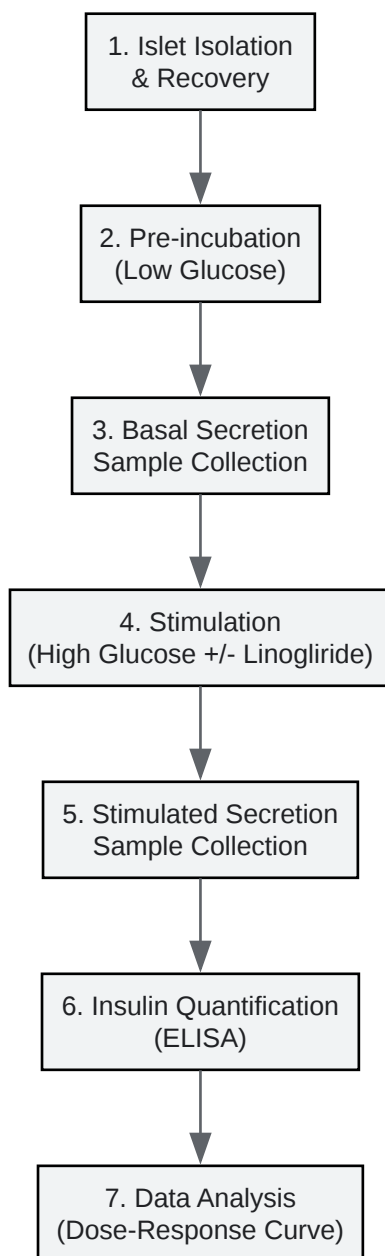 1. Islet Isolation
& Recovery
2. Pre-incubation
(Low Glucose)
3. Basal Secretion
Sample Collection
4. Stimulation
(High Glucose +/- Linogliride)
5. Stimulated Secretion
Sample Collection
6. Insulin Quantification
(ELISA)
7. Data Analysis
(Dose-Response Curve)